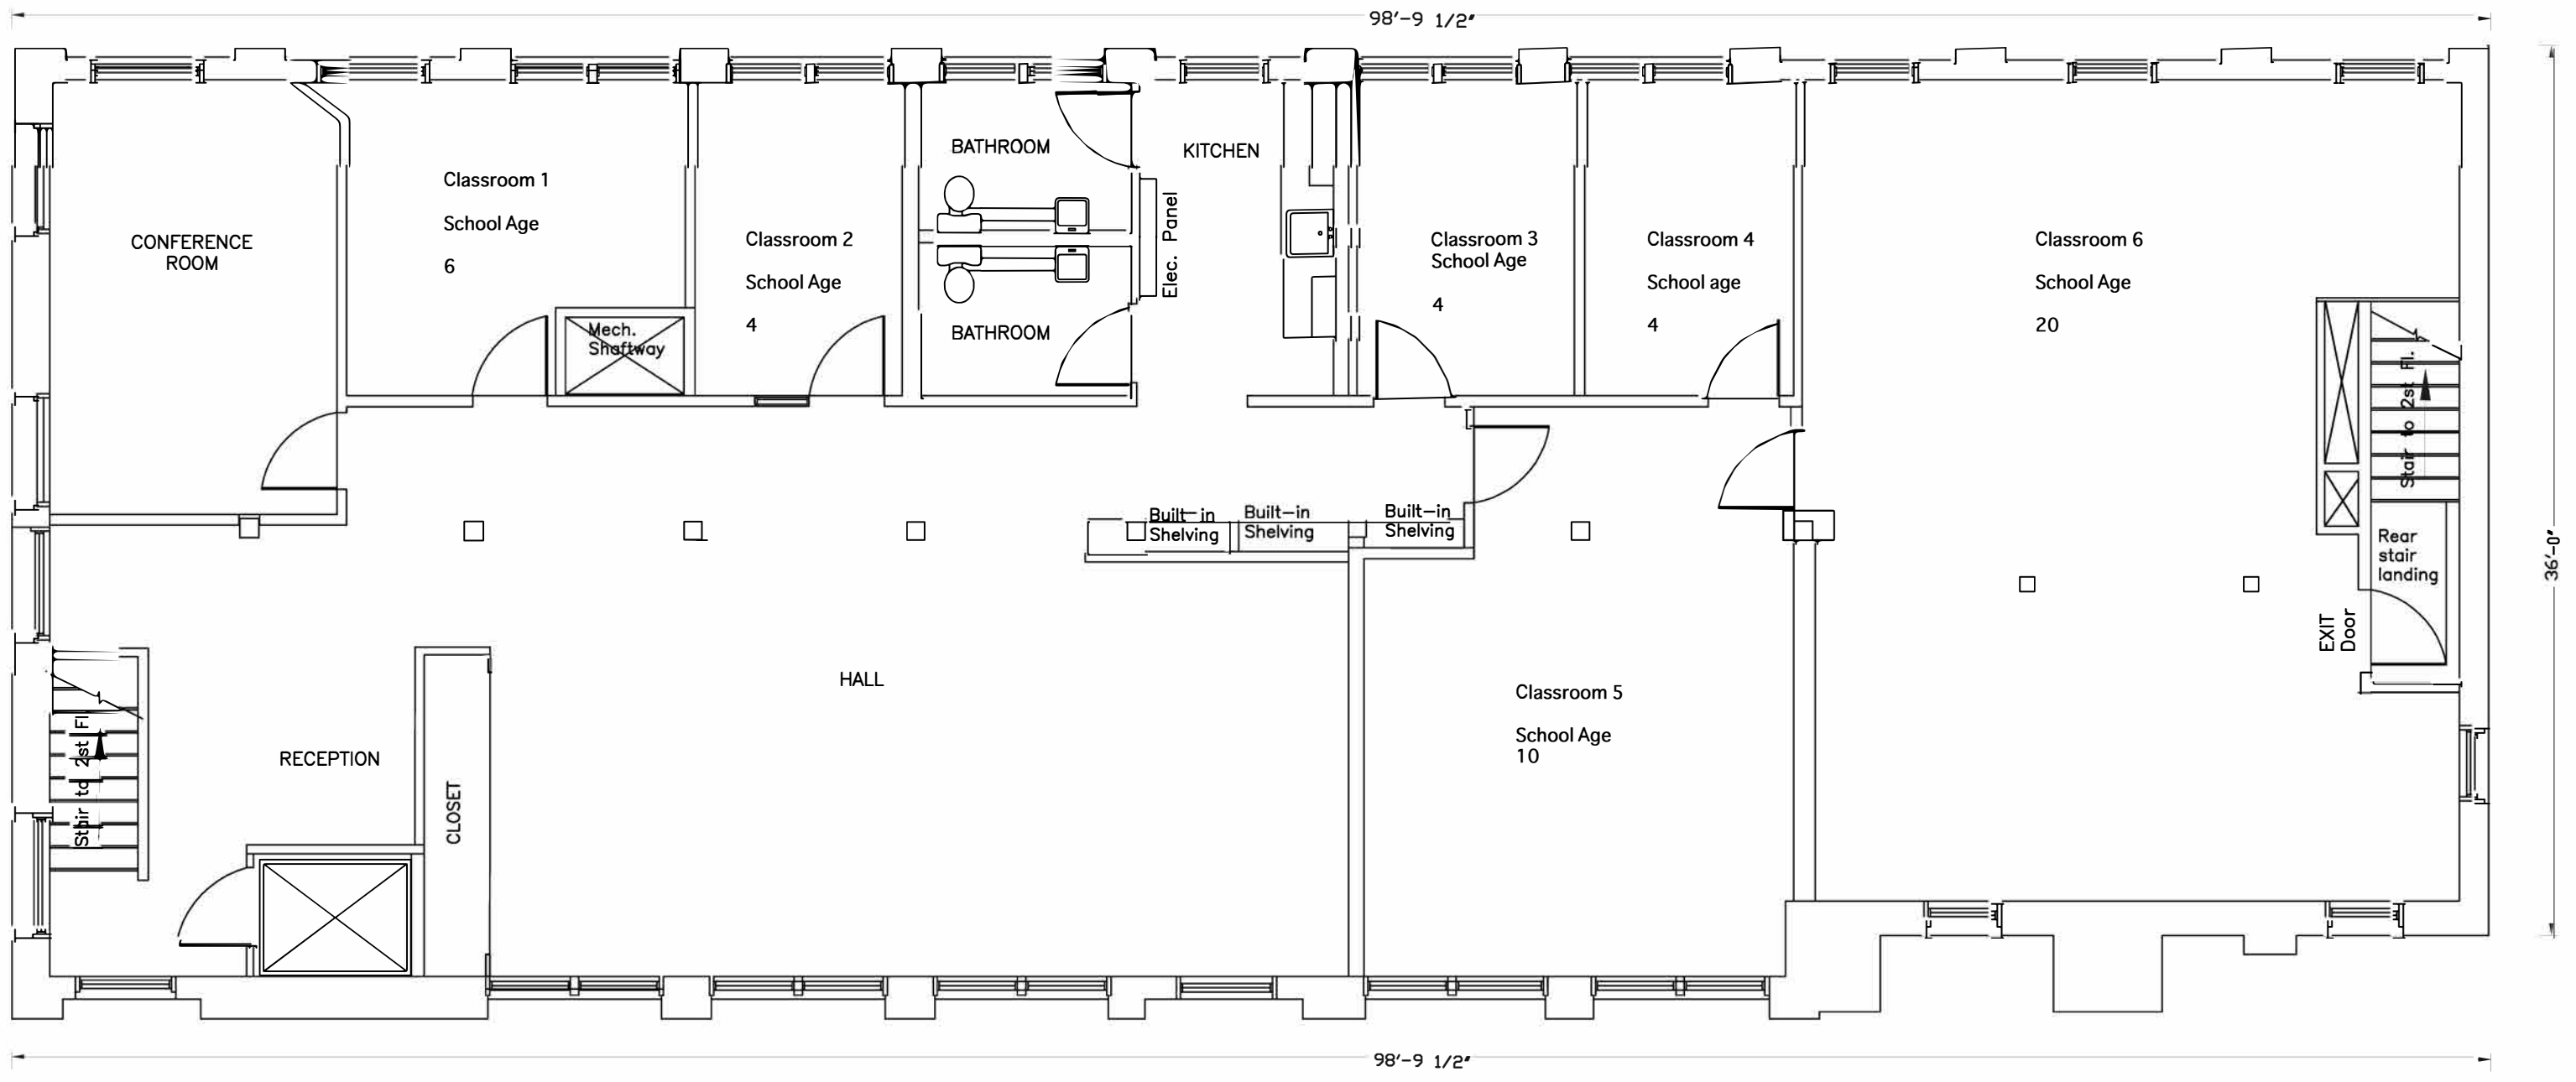 98'-9 1/2"
CONFERENCE
ROOM
Classroom 1
School Age
6
Mech.
Shaftway
Classroom 2
School Age
4
BATHROOM
BATHROOM
Elec. Panel
KITCHEN
Classroom 3
School Age
4
Classroom 4
School age
4
Classroom 6
School Age
20
Stair to 2st Fl.
Rear
stair
landing
EXIT
Door
36'-0"
Built-in
Shelving
Built-in
Shelving
Built-in
Shelving
HALL
Classroom 5
School Age
10
Stair to 2st Fl
RECEPTION
CLOSET
98'-9 1/2"